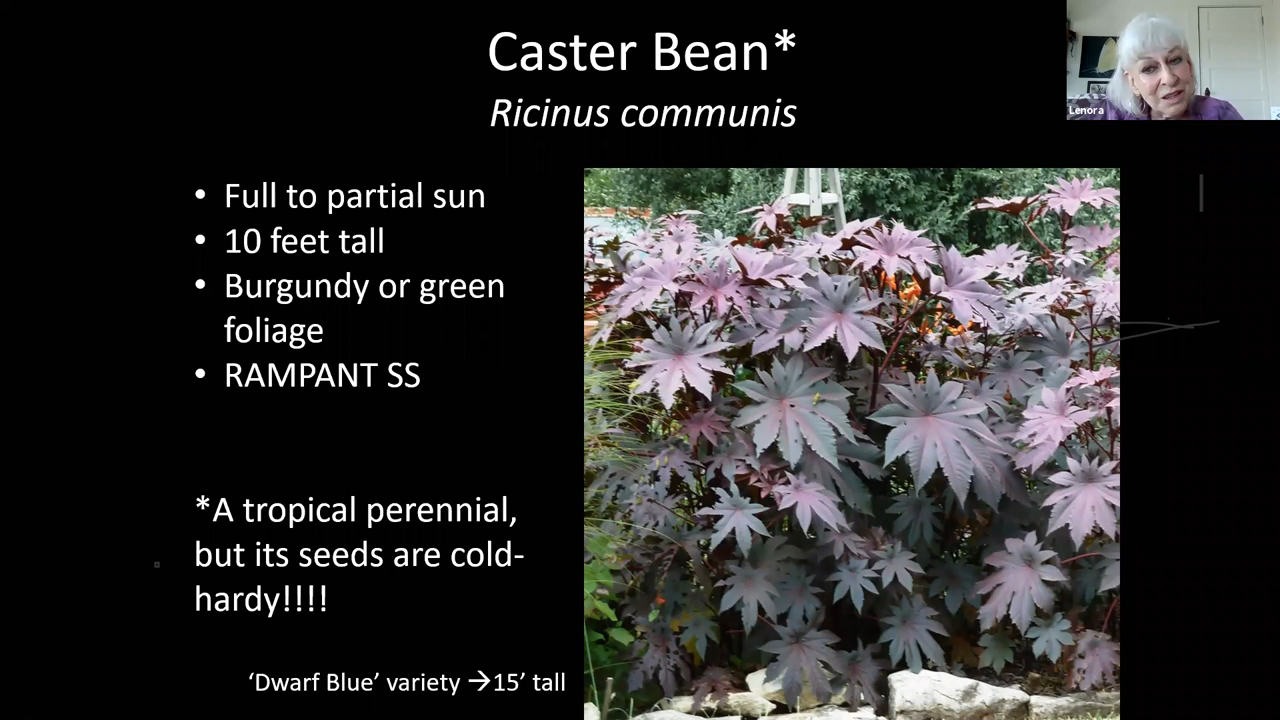 Caster Bean*
Ricinus communis
Lenora
• Full to partial sun
• 10 feet tall
• Burgundy or green
foliage
• RAMPANT SS
*A tropical perennial,
but its seeds are cold-
hardy!!!!
‘Dwarf Blue’ variety →15’ tall